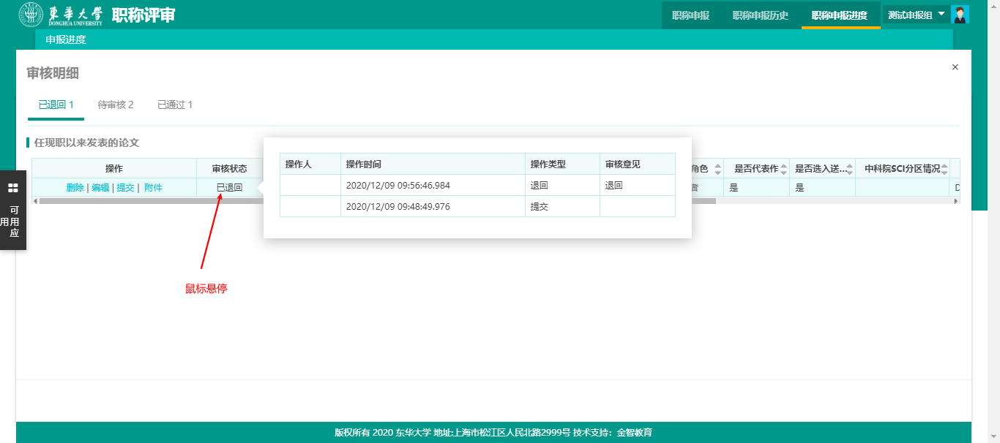 東華大学 职称评审 职称申报 职称申报历史 职称申报进度 测试申报组
DONGHUA UNIVERSITY
申报进度
审核明细 ×
已退回 1 待审核 2 已通过 1
任现职以来发表的论文
操作 审核状态 角色 是否代表作 是否选入送... 中科院SCI分区情况
删除 | 编辑 | 提交 | 附件 已退回 者 是 是 D
操作人 操作时间 操作类型 审核意见
2020/12/09 09:56:46.984 退回 退回
2020/12/09 09:48:49.976 提交
可
用用
应
鼠标悬停
版权所有 2020 东华大学 地址:上海市松江区人民北路2999号 技术支持：金智教育